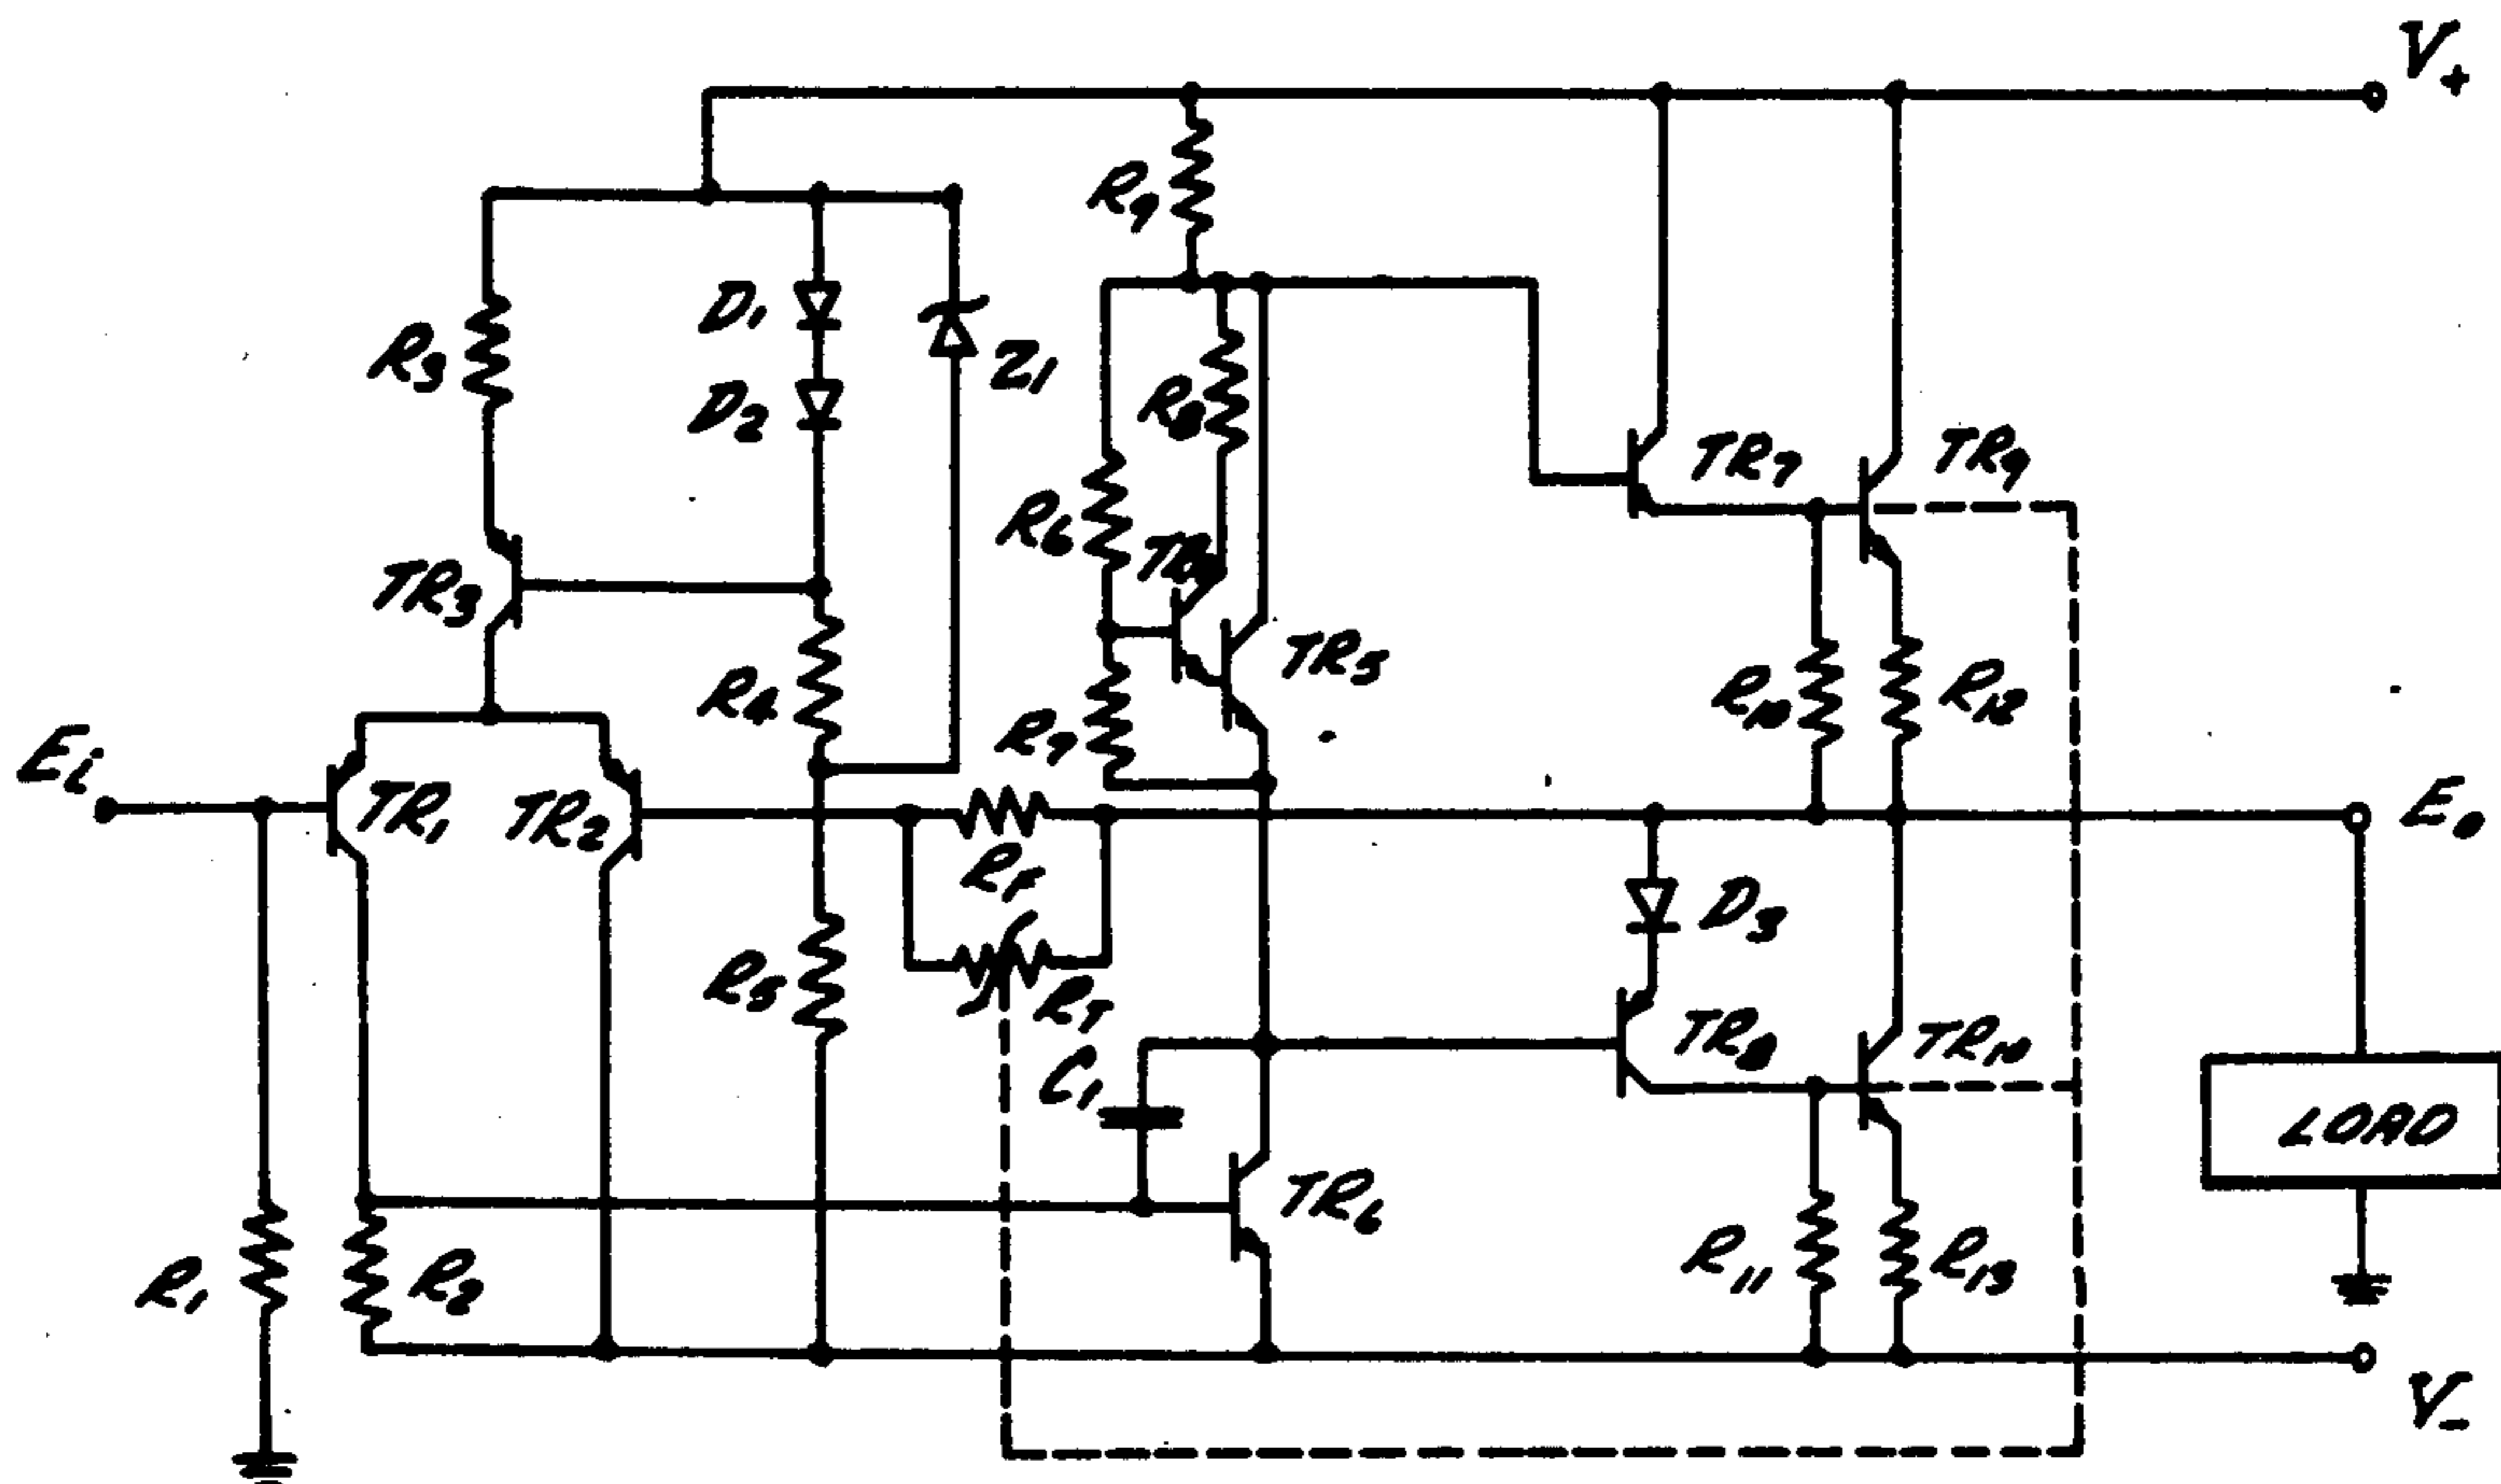 V+
R9
D1
Z1
R3
D2
R8
TR7
TR9
R6
TR4
TR3
TR5
R4
R10
R12
R7
Ei
TR1
TR2
Eo
RF
D3
R5
RT
TR8
TR10
C1
LOAD
TR6
R1
R2
R11
R13
V-